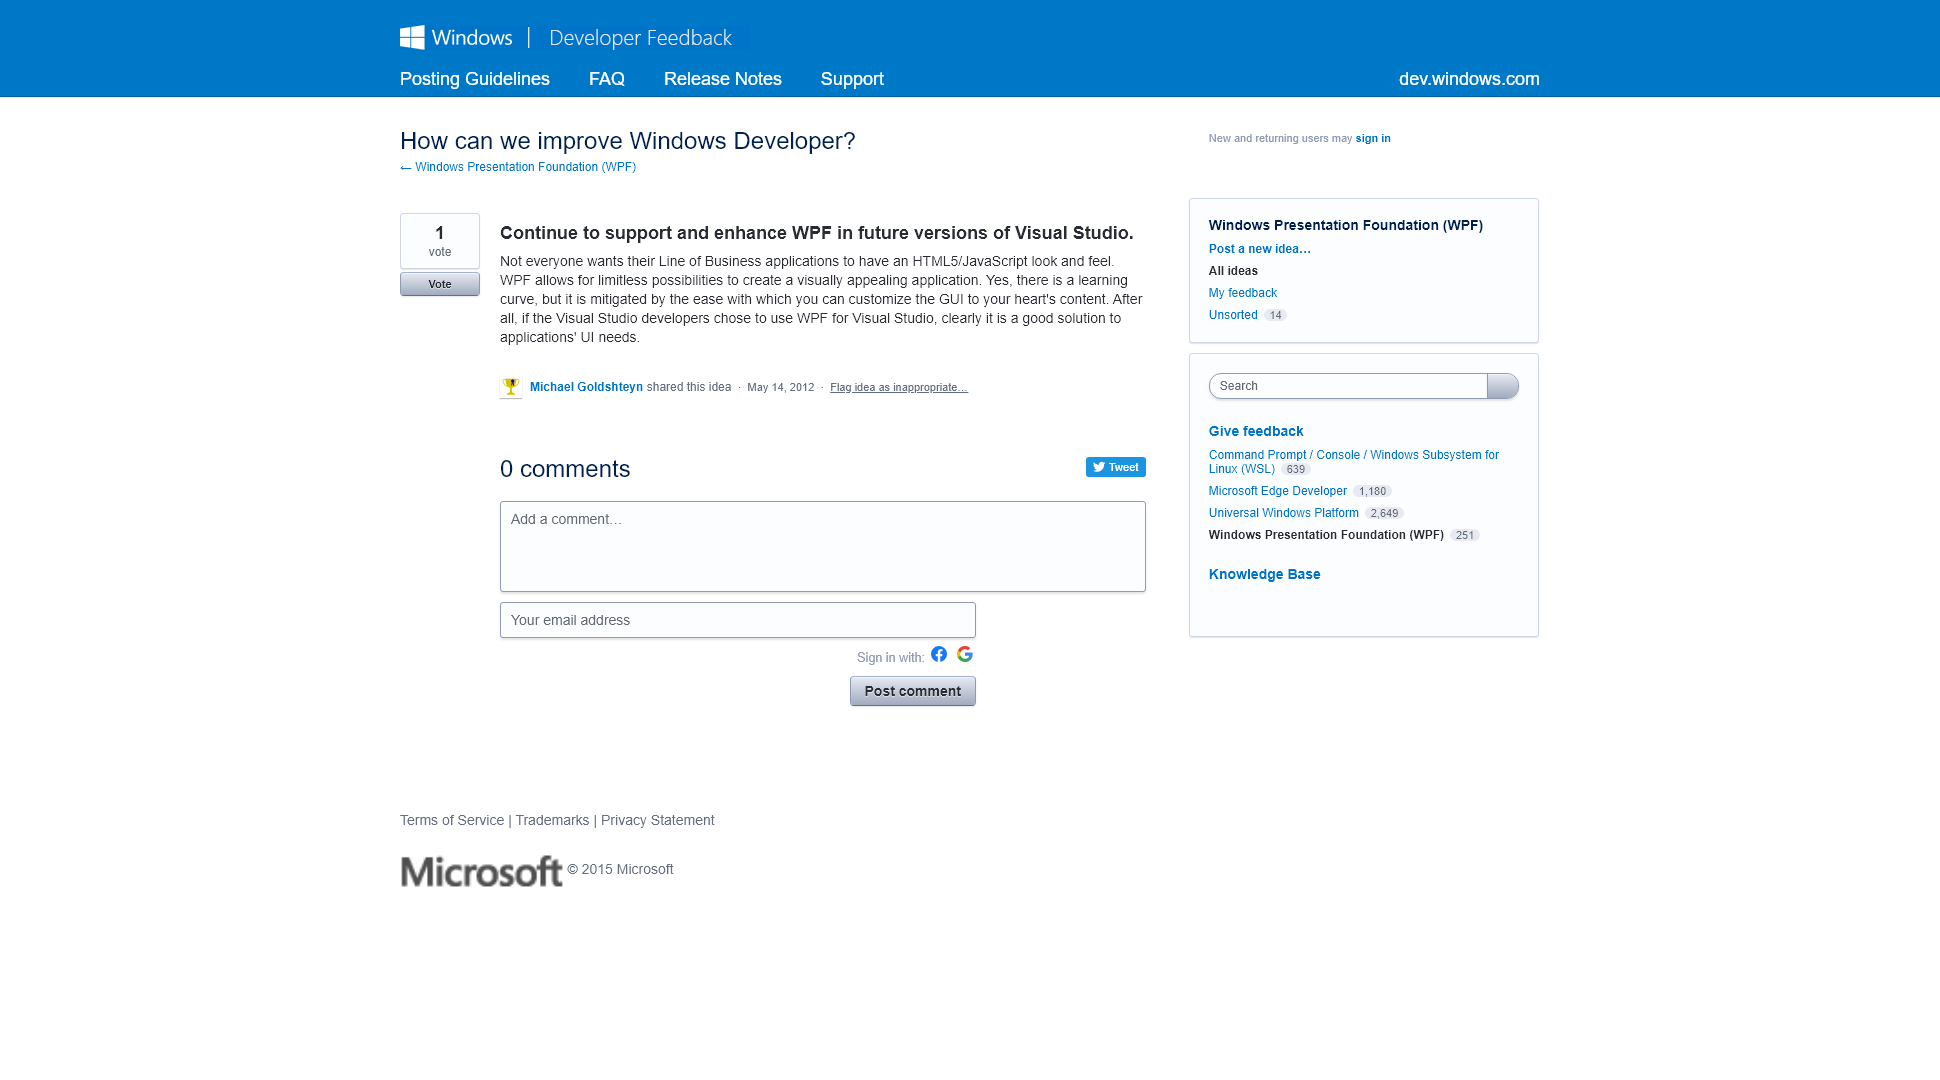 Windows | Developer Feedback
Posting Guidelines FAQ Release Notes Support dev.windows.com
How can we improve Windows Developer?
← Windows Presentation Foundation (WPF)
New and returning users may sign in
1
vote
Vote
Continue to support and enhance WPF in future versions of Visual Studio.
Not everyone wants their Line of Business applications to have an HTML5/JavaScript look and feel.
WPF allows for limitless possibilities to create a visually appealing application. Yes, there is a learning
curve, but it is mitigated by the ease with which you can customize the GUI to your heart's content. After
all, if the Visual Studio developers chose to use WPF for Visual Studio, clearly it is a good solution to
applications' UI needs.
Michael Goldshteyn shared this idea · May 14, 2012 · Flag idea as inappropriate…
0 comments
Tweet
Add a comment…
Your email address
Sign in with:
Post comment
Windows Presentation Foundation (WPF)
Post a new idea…
All ideas
My feedback
Unsorted 14
Search
Give feedback
Command Prompt / Console / Windows Subsystem for
Linux (WSL) 639
Microsoft Edge Developer 1,180
Universal Windows Platform 2,649
Windows Presentation Foundation (WPF) 251
Knowledge Base
Terms of Service | Trademarks | Privacy Statement
Microsoft © 2015 Microsoft